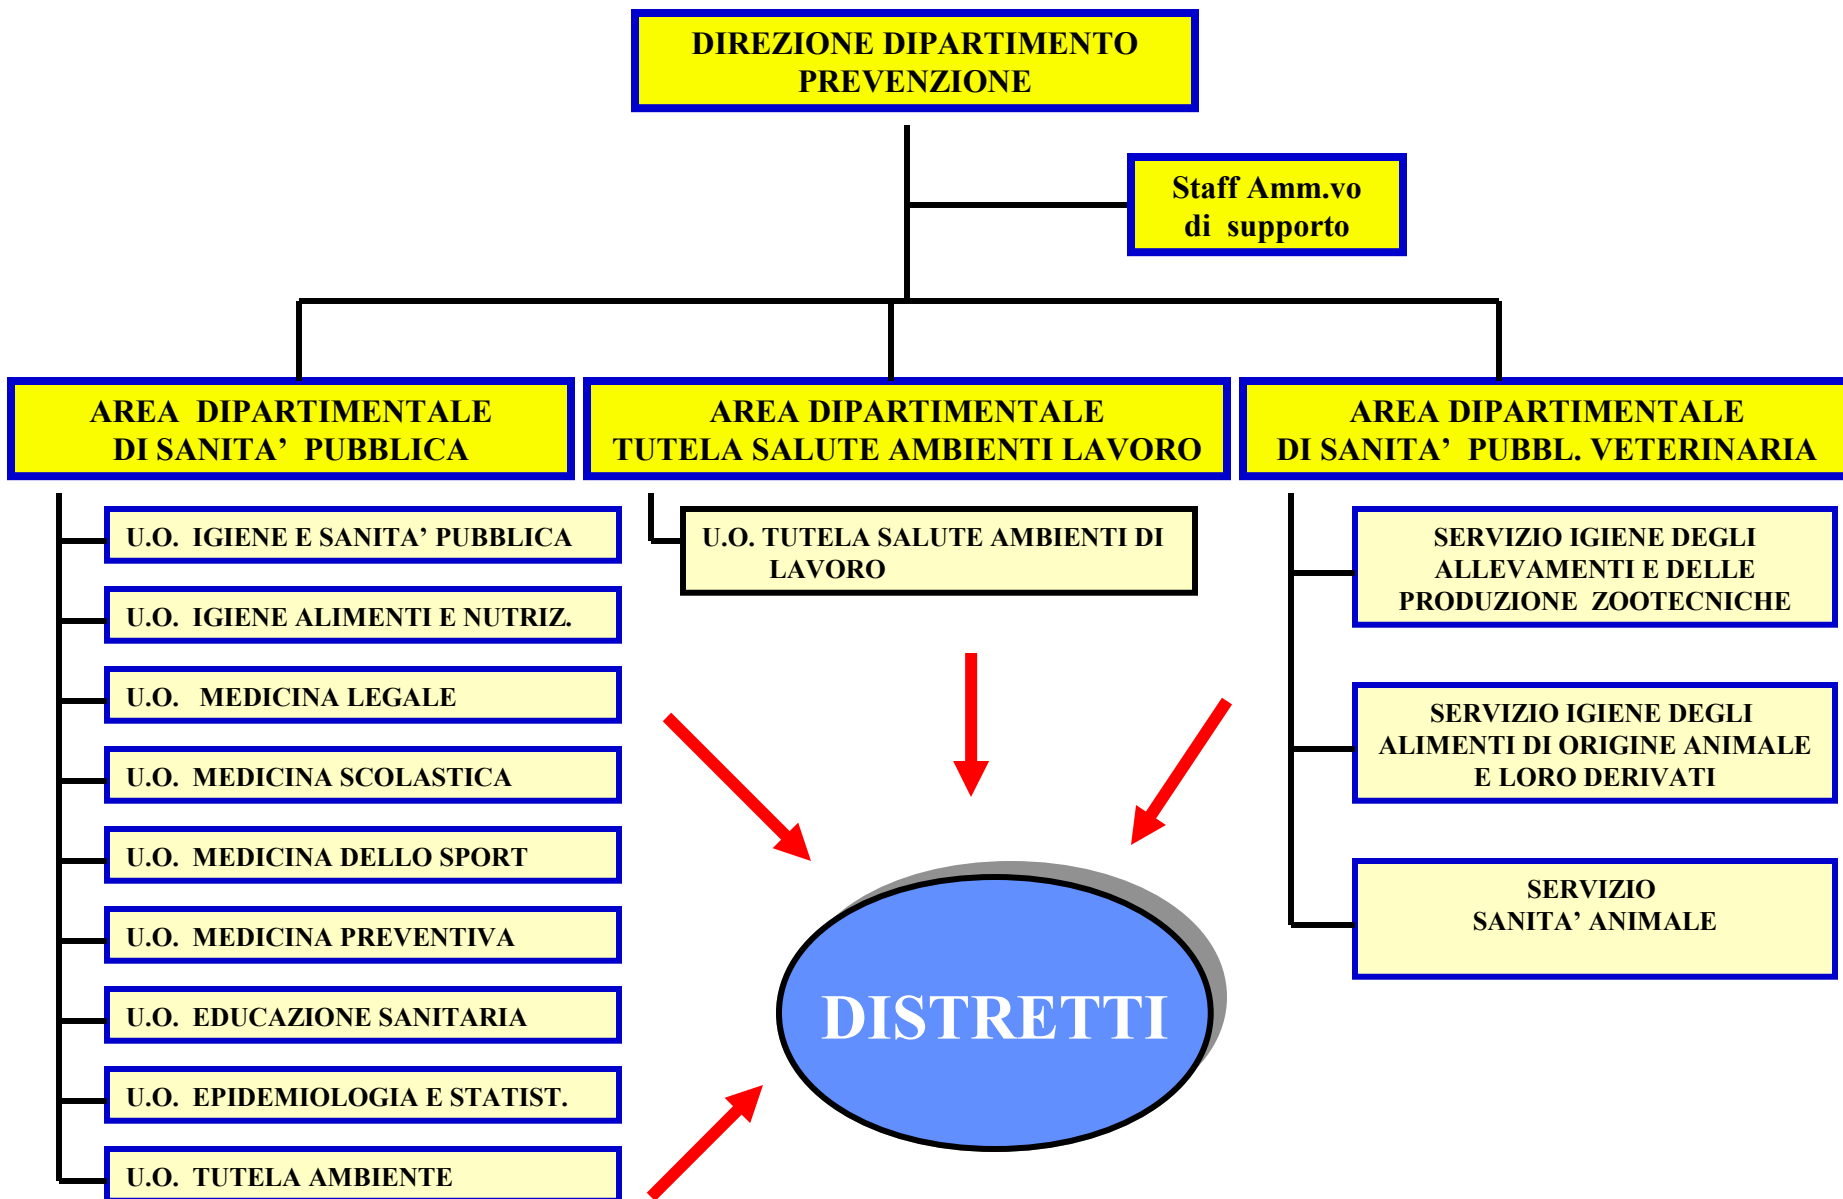 DIREZIONE DIPARTIMENTO
PREVENZIONE
Staff Amm.vo
di supporto
AREA DIPARTIMENTALE
DI SANITA’ PUBBLICA
AREA DIPARTIMENTALE
TUTELA SALUTE AMBIENTI LAVORO
AREA DIPARTIMENTALE
DI SANITA’ PUBBL. VETERINARIA
U.O. IGIENE E SANITA’ PUBBLICA
U.O. IGIENE ALIMENTI E NUTRIZ.
U.O. MEDICINA LEGALE
U.O. MEDICINA SCOLASTICA
U.O. MEDICINA DELLO SPORT
U.O. MEDICINA PREVENTIVA
U.O. EDUCAZIONE SANITARIA
U.O. EPIDEMIOLOGIA E STATIST.
U.O. TUTELA AMBIENTE
U.O. TUTELA SALUTE AMBIENTI DI
LAVORO
SERVIZIO IGIENE DEGLI
ALLEVAMENTI E DELLE
PRODUZIONE ZOOTECNICHE
SERVIZIO IGIENE DEGLI
ALIMENTI DI ORIGINE ANIMALE
E LORO DERIVATI
SERVIZIO
SANITA’ ANIMALE
DISTRETTI